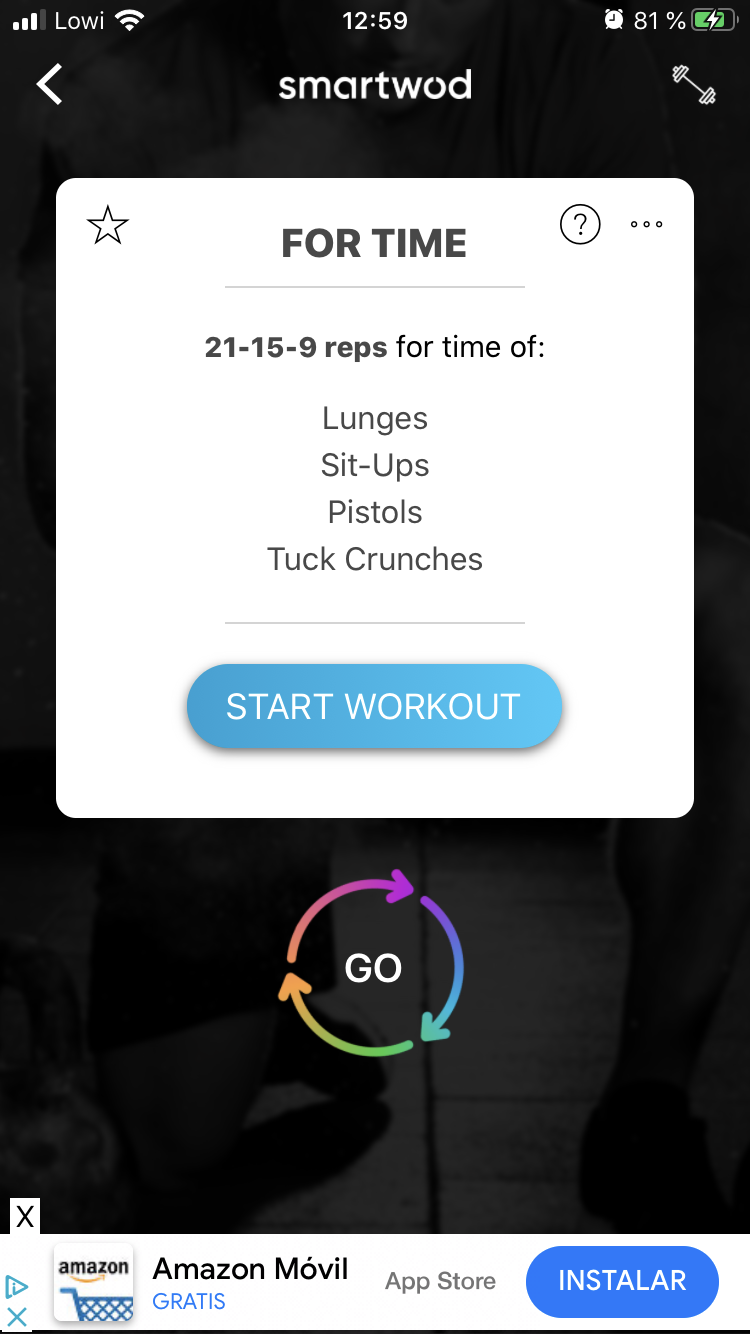 Lowi 12:59 81 %
smartwod
FOR TIME ?
21-15-9 reps for time of:
Lunges
Sit-Ups
Pistols
Tuck Crunches
START WORKOUT
GO
X
amazon
Amazon Móvil
GRATIS
App Store
INSTALAR